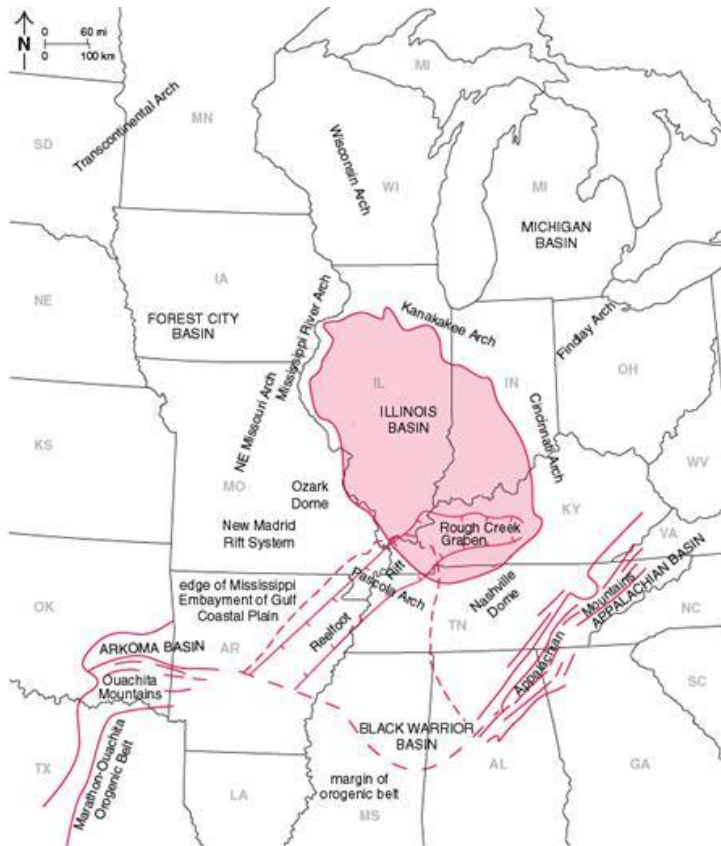 0 60 mi
N
0 100 km
MI
Transcontinental Arch
MN
SD
Wisconsin Arch
WI
MI
MICHIGAN
BASIN
IA
NE
FOREST CITY
BASIN
Mississippi River Arch
Kanakakee Arch
Findlay Arch
OH
IL
IN
ILLINOIS
BASIN
NE Missouri Arch
Cincinnati Arch
KS
MO
WV
Ozark
Dome
KY
New Madrid
Rift System
Rough Creek
Graben
VA
edge of Mississippi
Embayment of Gulf
Coastal Plain
Reelfoot Rift
Pascola Arch
Nashville
Dome
TN
Appalachian Mountains
APPALACHIAN BASIN
NC
OK
ARKOMA BASIN
AR
Ouachita
Mountains
SC
BLACK WARRIOR
BASIN
TX
Marathon-Ouachita
Orogenic Belt
AL
GA
LA
margin of
orogenic belt
MS